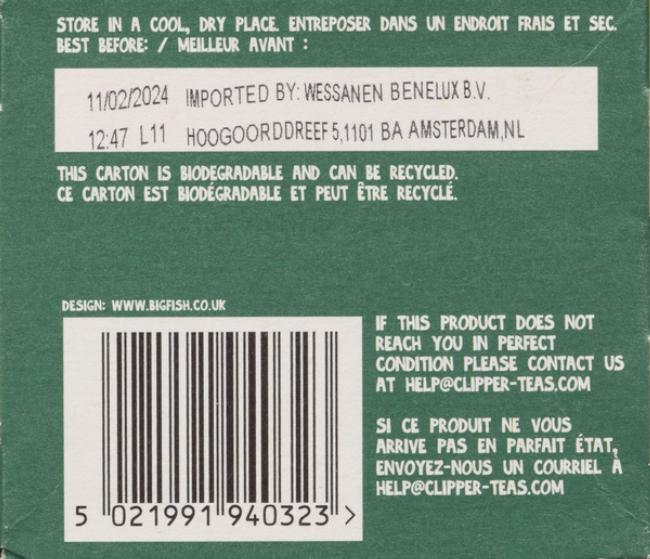 STORE IN A COOL, DRY PLACE. ENTREPOSER DANS UN ENDROIT FRAIS ET SEC.
BEST BEFORE: / MEILLEUR AVANT :
11/02/2024 IMPORTED BY: WESSANEN BENELUX B.V.
12:47 L11 HOOGOORDDREEF 5,1101 BA AMSTERDAM,NL
THIS CARTON IS BIODEGRADABLE AND CAN BE RECYCLED.
CE CARTON EST BIODÉGRADABLE ET PEUT ÊTRE RECYCLÉ.
DESIGN: WWW.BIGFISH.CO.UK
5 021991 940323 >
IF THIS PRODUCT DOES NOT
REACH YOU IN PERFECT
CONDITION PLEASE CONTACT US
AT HELP@CLIPPER-TEAS.COM
SI CE PRODUIT NE VOUS
ARRIVE PAS EN PARFAIT ÉTAT,
ENVOYEZ-NOUS UN COURRIEL À
HELP@CLIPPER-TEAS.COM